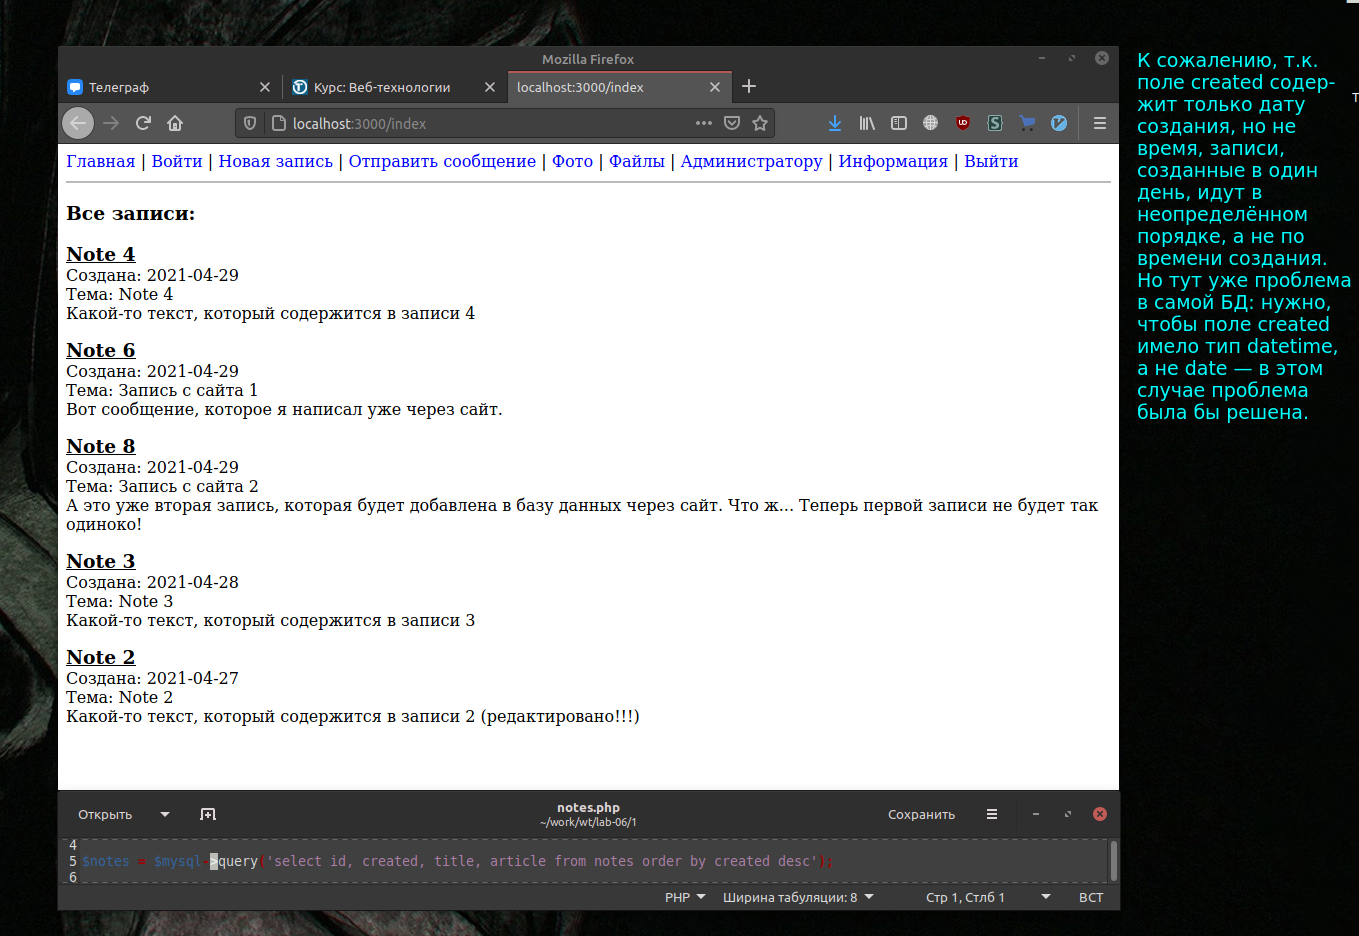 Mozilla Firefox
Телеграф
Курс: Веб-технологии
localhost:3000/index
localhost:3000/index
Главная | Войти | Новая запись | Отправить сообщение | Фото | Файлы | Администратору | Информация | Выйти
Все записи:
Note 4
Создана: 2021-04-29
Тема: Note 4
Какой-то текст, который содержится в записи 4
Note 6
Создана: 2021-04-29
Тема: Запись с сайта 1
Вот сообщение, которое я написал уже через сайт.
Note 8
Создана: 2021-04-29
Тема: Запись с сайта 2
А это уже вторая запись, которая будет добавлена в базу данных через сайт. Что ж... Теперь первой записи не будет так
одиноко!
Note 3
Создана: 2021-04-28
Тема: Note 3
Какой-то текст, который содержится в записи 3
Note 2
Создана: 2021-04-27
Тема: Note 2
Какой-то текст, который содержится в записи 2 (редактировано!!!)
Открыть
notes.php
~/work/wt/lab-06/1
Сохранить
4
5 $notes = $mysql->query('select id, created, title, article from notes order by created desc');
6
PHP
Ширина табуляции: 8
Стр 1, Стлб 1
ВСТ
К сожалению, т.к.
поле created содер-
жит только дату
создания, но не
время, записи,
созданные в один
день, идут в
неопределённом
порядке, а не по
времени создания.
Но тут уже проблема
в самой БД: нужно,
чтобы поле created
имело тип datetime,
а не date — в этом
случае проблема
была бы решена.